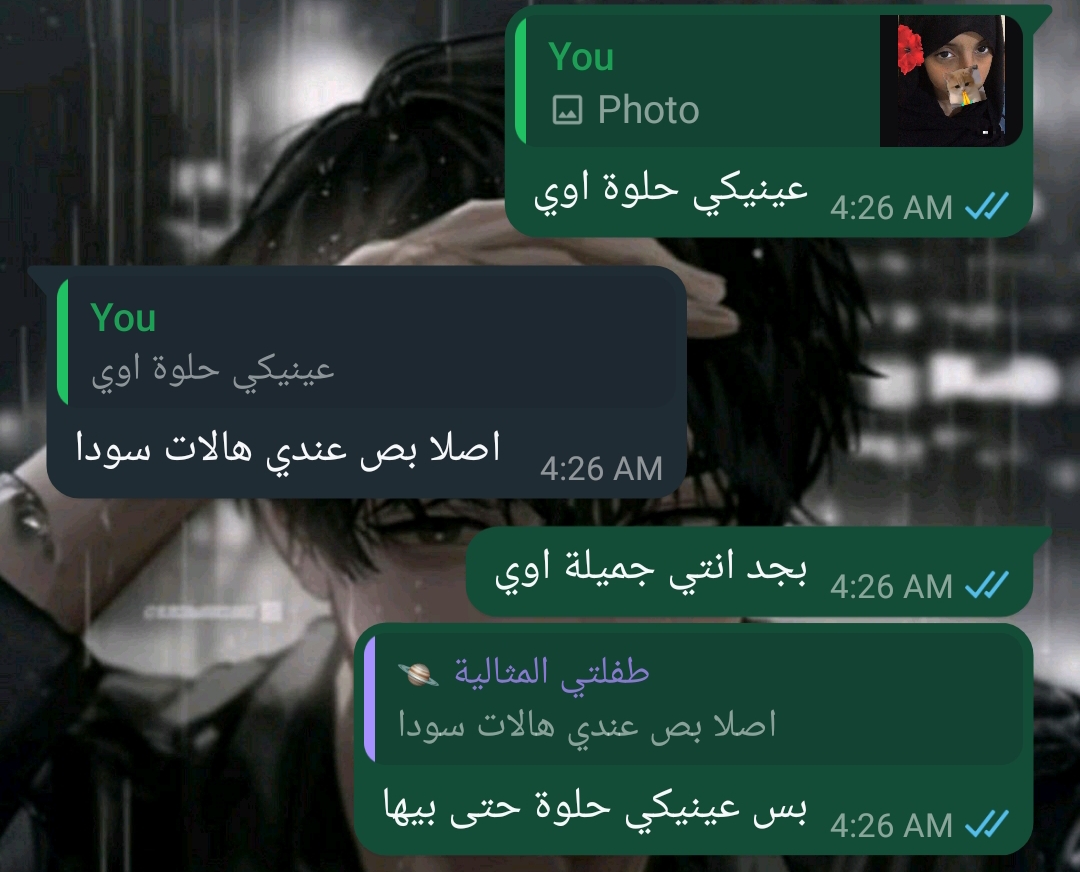 You
Photo
عينيكي حلوة اوي
4:26 AM
You
عينيكي حلوة اوي
اصلا بص عندي هالات سودا
4:26 AM
بجد انتي جميلة اوي
4:26 AM
طفلتي المثالية 🪐
اصلا بص عندي هالات سودا
بس عينيكي حلوة حتى بيها
4:26 AM